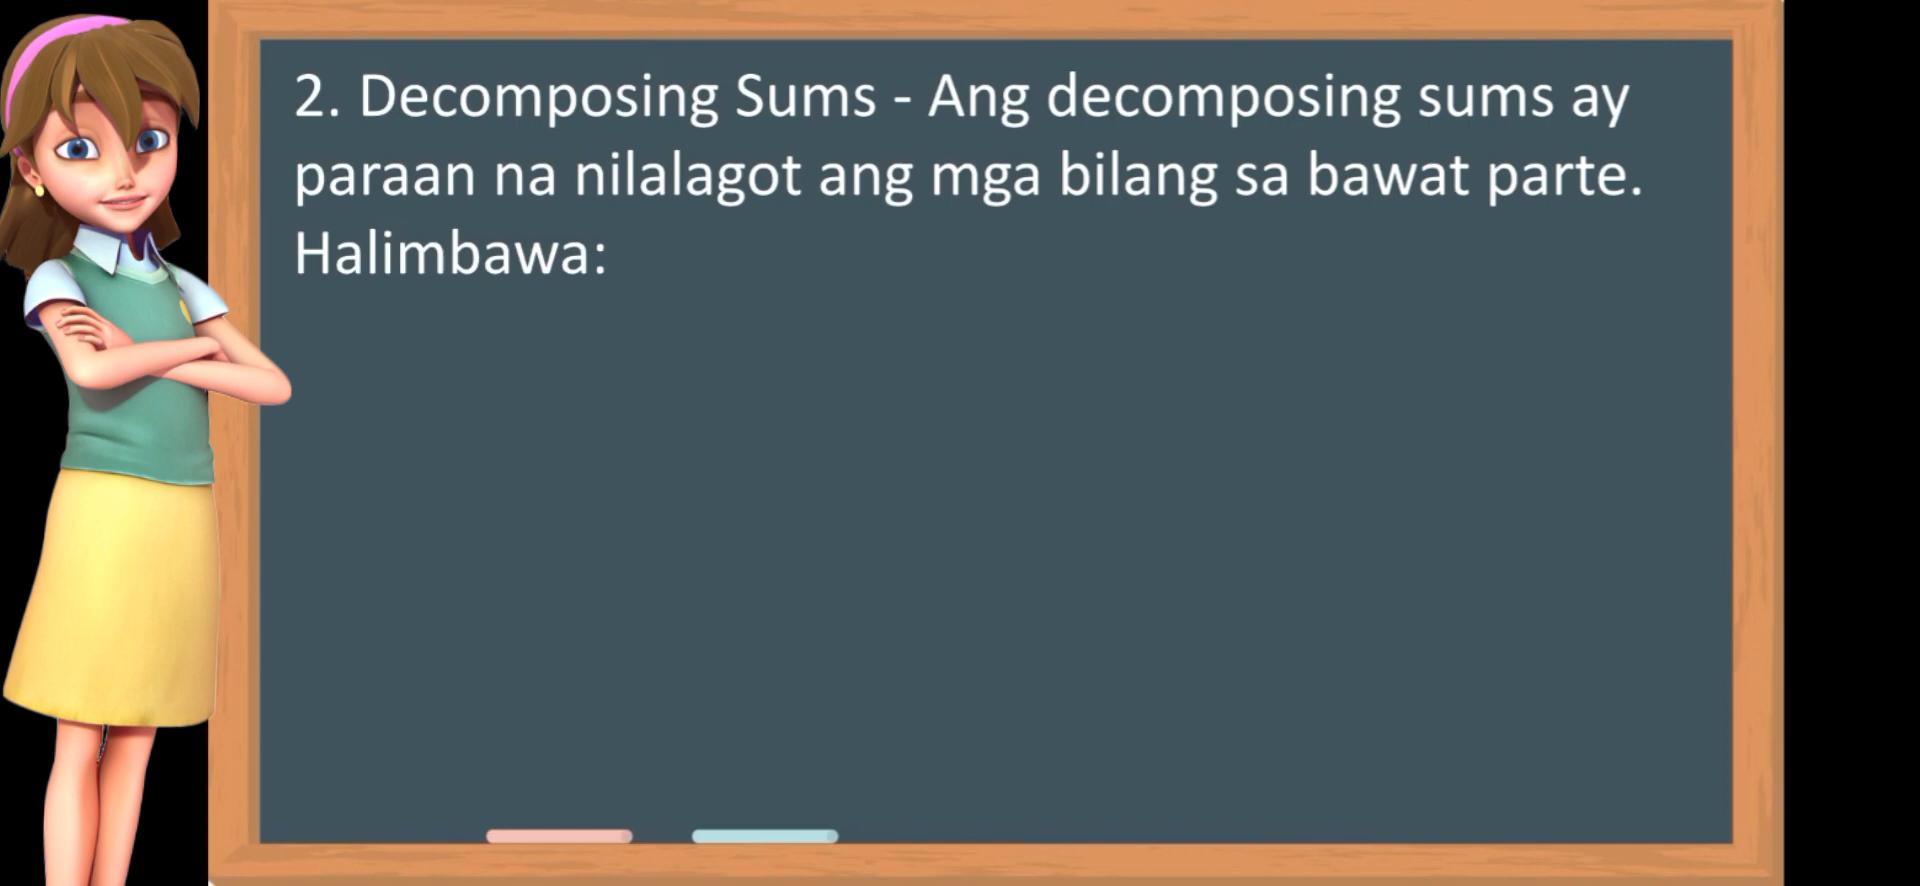 2. Decomposing Sums - Ang decomposing sums ay
paraan na nilalagot ang mga bilang sa bawat parte.
Halimbawa: